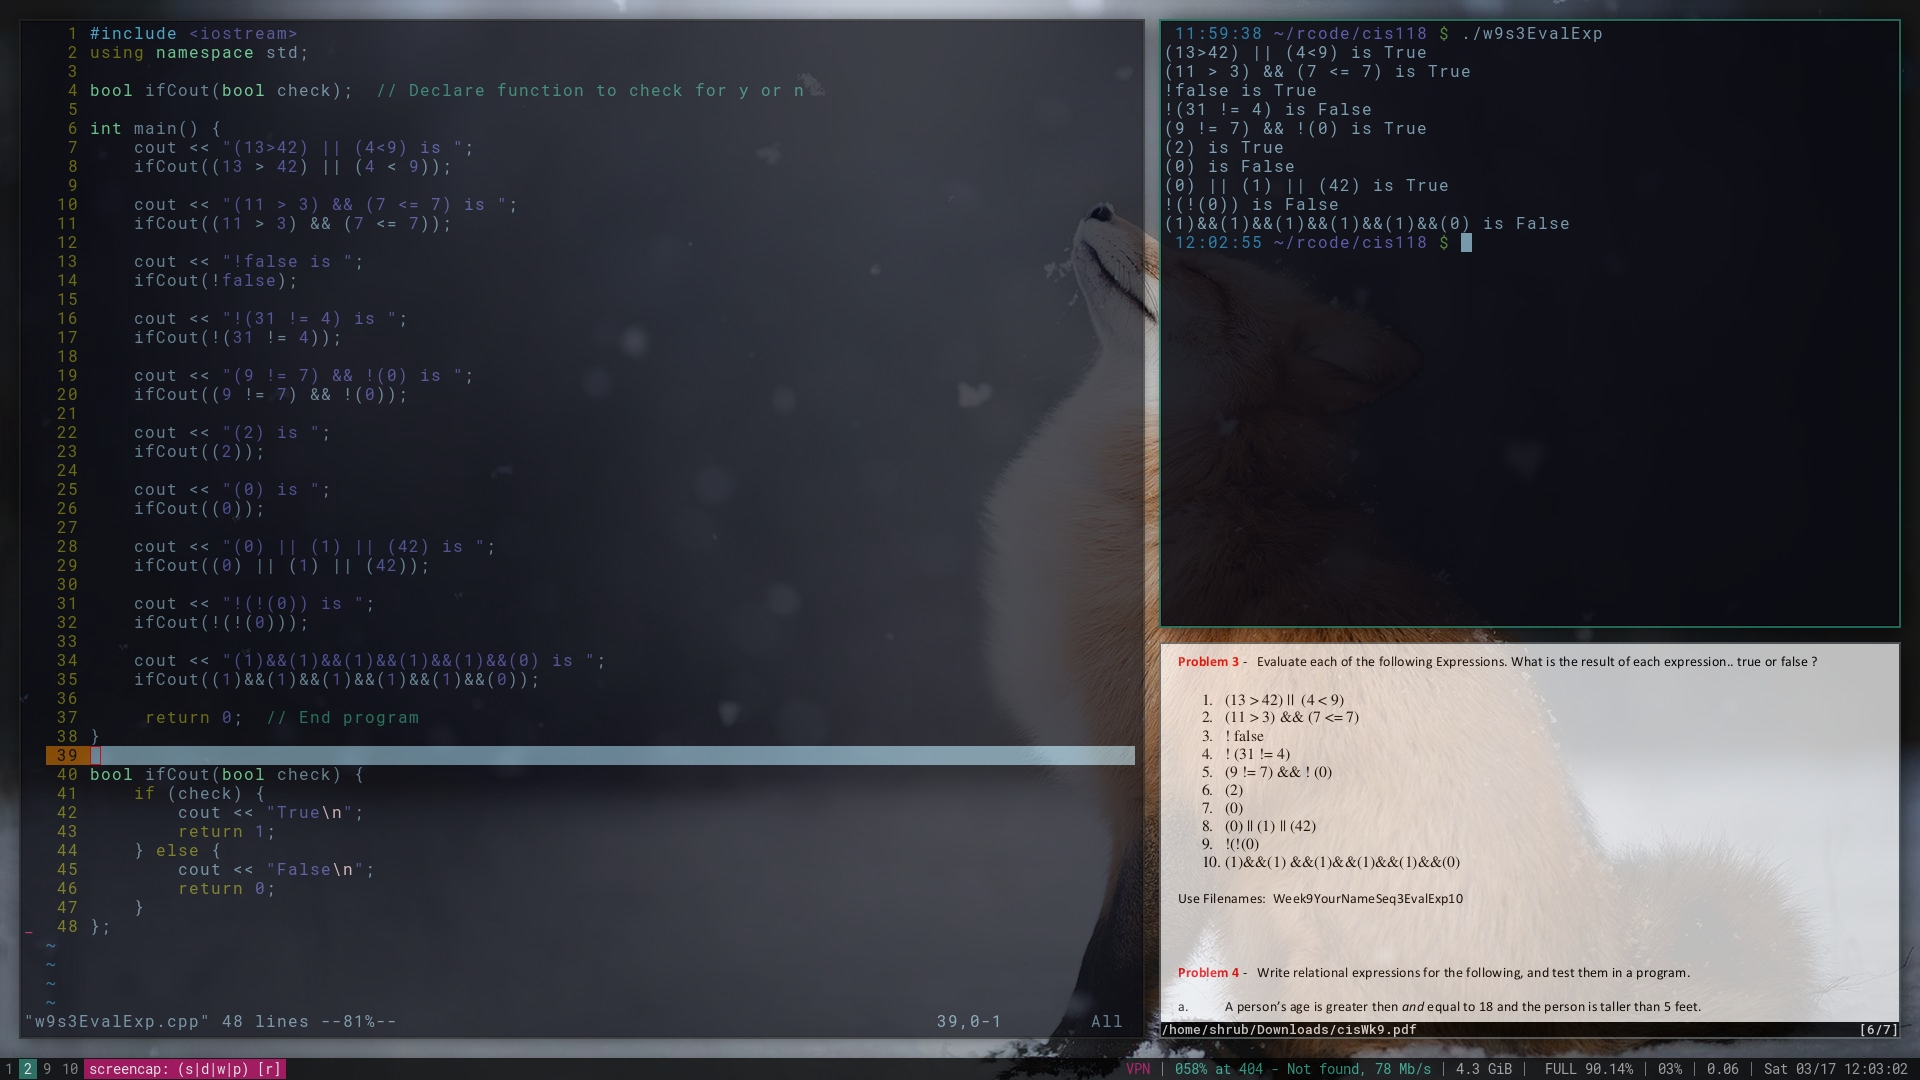 1 #include <iostream>
2 using namespace std;
3
4 bool ifCout(bool check);  // Declare function to check for y or n
5
6 int main() {
7     cout << "(13>42) || (4<9) is ";
8     ifCout((13 > 42) || (4 < 9));
9
10     cout << "(11 > 3) && (7 <= 7) is ";
11     ifCout((11 > 3) && (7 <= 7));
12
13     cout << "!false is ";
14     ifCout(!false);
15
16     cout << "!(31 != 4) is ";
17     ifCout(!(31 != 4));
18
19     cout << "(9 != 7) && !(0) is ";
20     ifCout((9 != 7) && !(0));
21
22     cout << "(2) is ";
23     ifCout((2));
24
25     cout << "(0) is ";
26     ifCout((0));
27
28     cout << "(0) || (1) || (42) is ";
29     ifCout((0) || (1) || (42));
30
31     cout << "!(!(0)) is ";
32     ifCout(!(!(0)));
33
34     cout << "(1)&&(1)&&(1)&&(1)&&(1)&&(0) is ";
35     ifCout((1)&&(1)&&(1)&&(1)&&(1)&&(0));
36
37      return 0;  // End program
38 }
39
40 bool ifCout(bool check) {
41     if (check) {
42         cout << "True\n";
43         return 1;
44     } else {
45         cout << "False\n";
46         return 0;
47     }
_ 48 };
~
~
~
~
"w9s3EvalExp.cpp" 48 lines --81%-- 39,0-1 All
11:59:38 ~/rcode/cis118 $ ./w9s3EvalExp
(13>42) || (4<9) is True
(11 > 3) && (7 <= 7) is True
!false is True
!(31 != 4) is False
(9 != 7) && !(0) is True
(2) is True
(0) is False
(0) || (1) || (42) is True
!(!(0)) is False
(1)&&(1)&&(1)&&(1)&&(1)&&(0) is False
12:02:55 ~/rcode/cis118 $
Problem 3 - Evaluate each of the following Expressions. What is the result of each expression.. true or false ?
1. (13 > 42) || (4 < 9)
2. (11 > 3) && (7 <= 7)
3. ! false
4. ! (31 != 4)
5. (9 != 7) && ! (0)
6. (2)
7. (0)
8. (0) || (1) || (42)
9. !(!(0)
10. (1)&&(1) &&(1)&&(1)&&(1)&&(0)
Use Filenames: Week9YourNameSeq3EvalExp10
Problem 4 - Write relational expressions for the following, and test them in a program.
a. A person's age is greater then and equal to 18 and the person is taller than 5 feet.
/home/shrub/Downloads/cisWk9.pdf [6/7]
1 2 9 10 screencap: (s|d|w|p) [r] VPN | 058% at 404 - Not found, 78 Mb/s | 4.3 GiB | FULL 90.14% | 03% | 0.06 | Sat 03/17 12:03:02